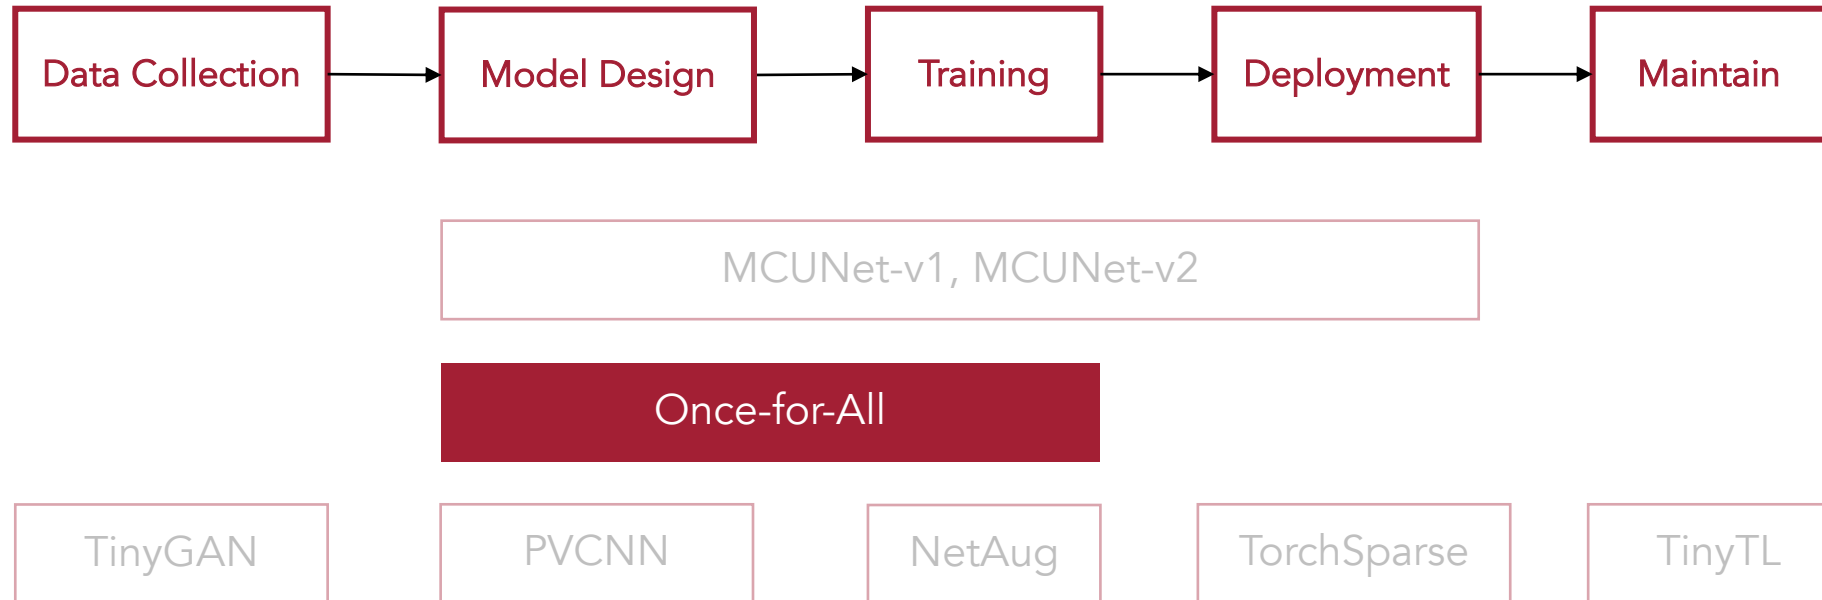 Data Collection
Model Design
Training
Deployment
Maintain
MCUNet-v1, MCUNet-v2
Once-for-All
TinyGAN
PVCNN
NetAug
TorchSparse
TinyTL